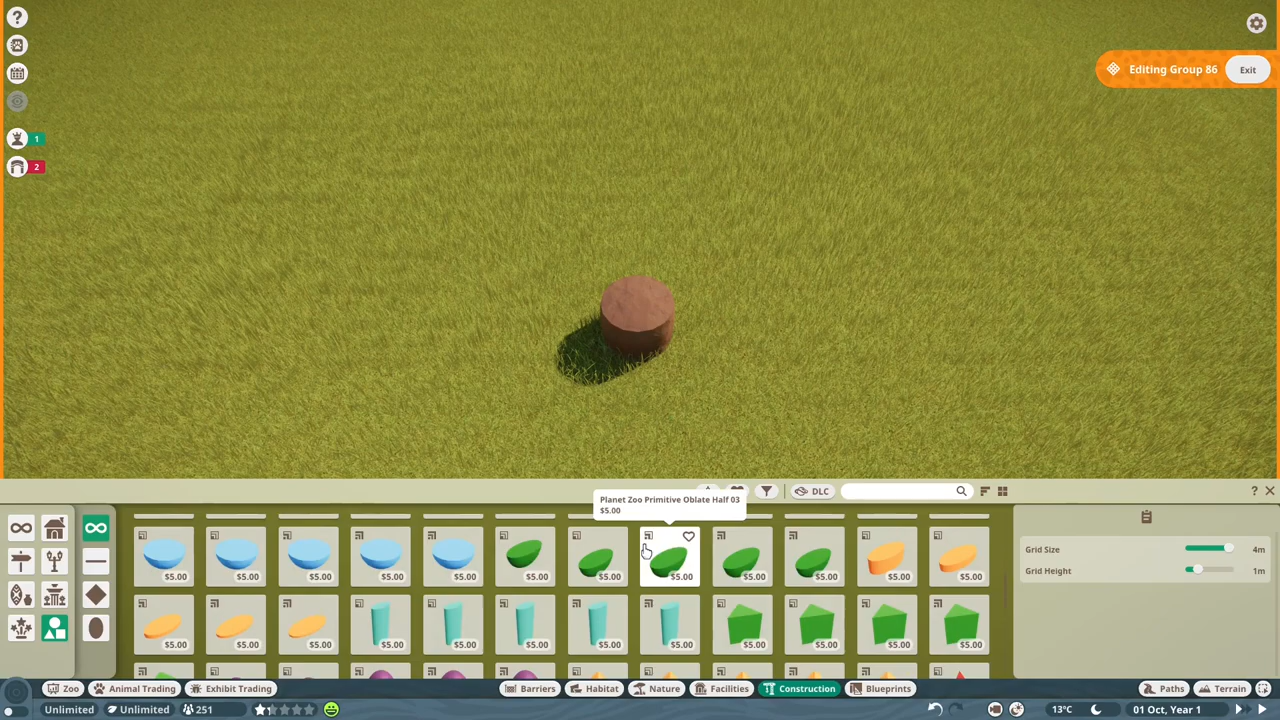 ?
Editing Group 86
Exit
1
2
DLC
? ×
Planet Zoo Primitive Oblate Half 03
$5.00
$5.00 $5.00 $5.00 $5.00 $5.00 $5.00 $5.00 $5.00 $5.00 $5.00 $5.00 $5.00
Grid Size 4m
Grid Height 1m
$5.00 $5.00 $5.00 $5.00 $5.00 $5.00 $5.00 $5.00 $5.00 $5.00 $5.00 $5.00
Zoo Animal Trading Exhibit Trading Barriers Habitat Nature Facilities Construction Blueprints Paths Terrain
Unlimited Unlimited 251 13°C 01 Oct, Year 1